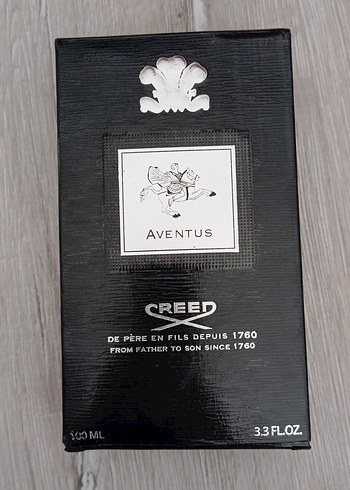 AVENTUS
CREED
DE PÈRE EN FILS DEPUIS 1760
FROM FATHER TO SON SINCE 1760
100 ML
3.3 FL.OZ.